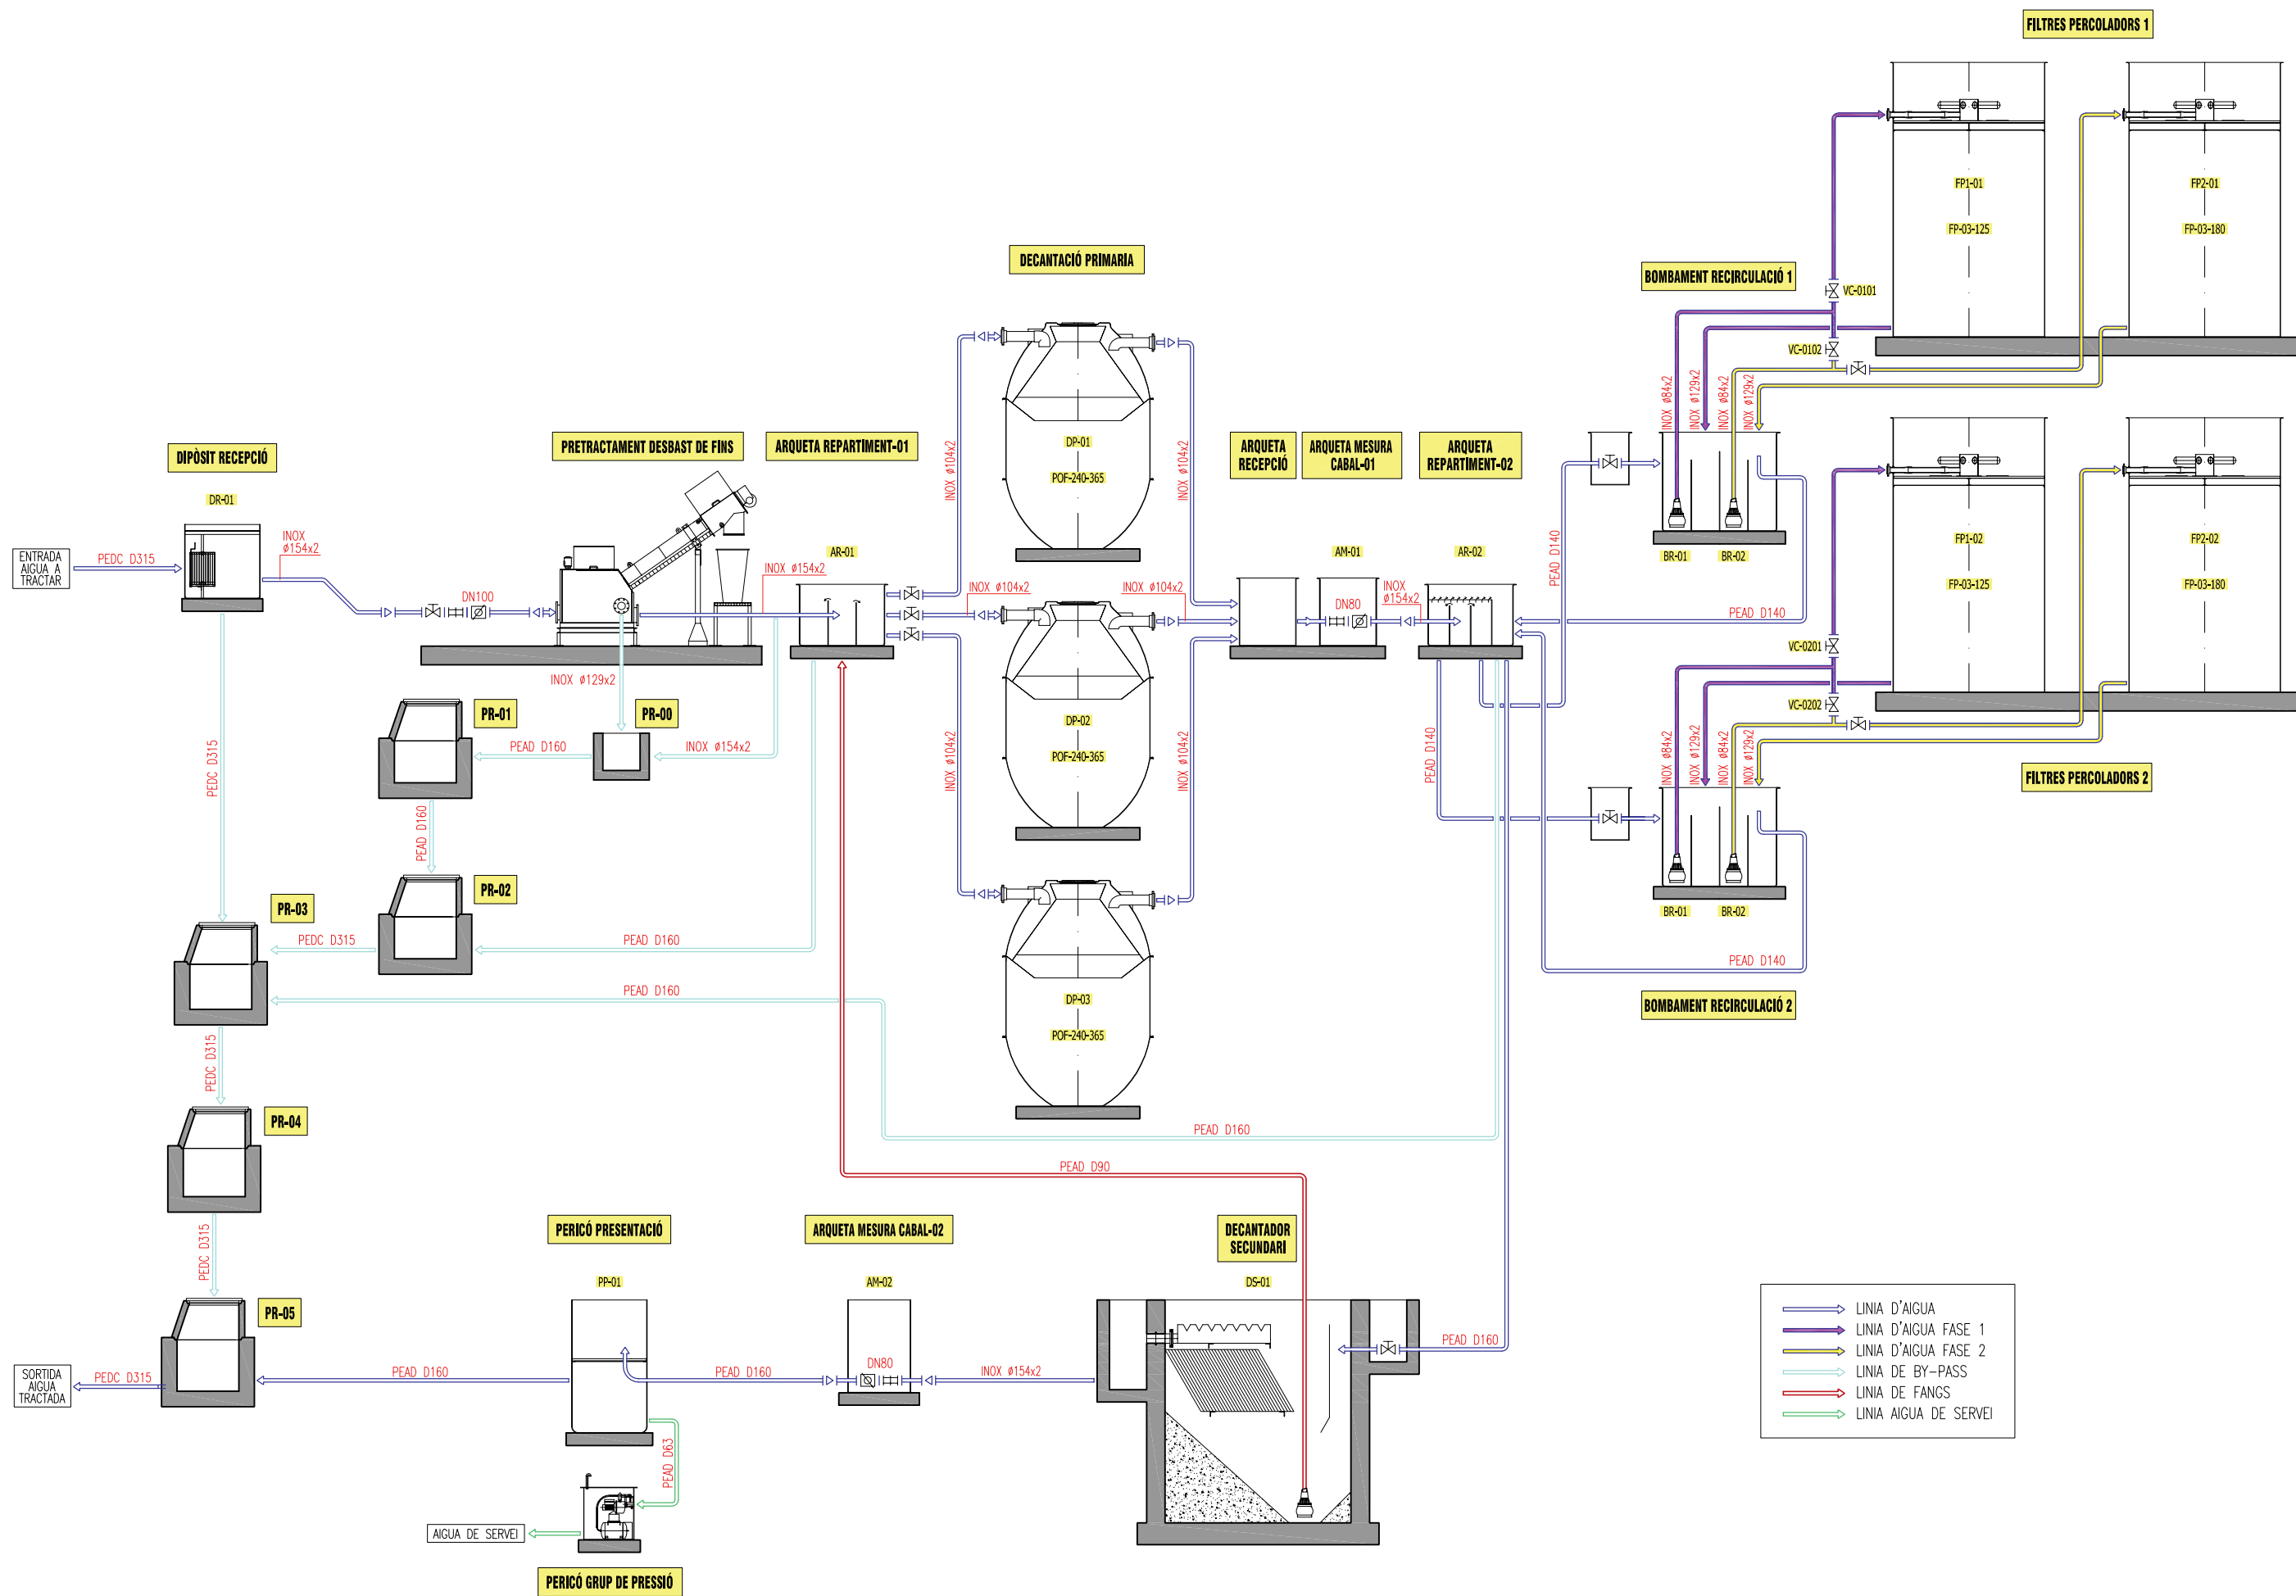 FILTRES PERCOLADORS 1
FP1-01
FP-03-125
FP2-01
FP-03-180
BOMBAMENT RECIRCULACIÓ 1
VC-0101
VC-0102
INOX ø84x2
INOX ø129x2
INOX ø84x2
INOX ø129x2
BR-01
BR-02
PEAD D140
PEAD D140
DECANTACIÓ PRIMARIA
DP-01
POF-240-365
INOX ø104x2
INOX ø104x2
DIPÒSIT RECEPCIÓ
DR-01
ENTRADA
AIGUA A
TRACTAR
PEDC D315
INOX
ø154x2
DN100
PRETRACTAMENT DESBAST DE FINS
INOX ø154x2
INOX ø129x2
ARQUETA REPARTIMENT-01
AR-01
INOX ø104x2
INOX ø104x2
DP-02
POF-240-365
INOX ø104x2
INOX ø104x2
ARQUETA
RECEPCIÓ
ARQUETA MESURA
CABAL-01
AM-01
DN80
INOX
ø154x2
ARQUETA
REPARTIMENT-02
AR-02
PEAD D140
FP1-02
FP-03-125
FP2-02
FP-03-180
VC-0201
VC-0202
INOX ø84x2
INOX ø129x2
INOX ø84x2
INOX ø129x2
FILTRES PERCOLADORS 2
BR-01
BR-02
PEAD D140
BOMBAMENT RECIRCULACIÓ 2
PR-01
PR-00
PEAD D160
INOX ø154x2
PEDC D315
PEAD D160
PR-02
PR-03
PEDC D315
PEAD D160
PEAD D160
DP-03
POF-240-365
PEDC D315
PR-04
PEAD D160
PEAD D90
PEDC D315
PR-05
SORTIDA
AIGUA
TRACTADA
PEDC D315
PEAD D160
PERICÓ PRESENTACIÓ
PP-01
PEAD D160
ARQUETA MESURA CABAL-02
AM-02
DN80
INOX ø154x2
DECANTADOR
SECUNDARI
DS-01
PEAD D160
PEAD D63
AIGUA DE SERVEI
PERICÓ GRUP DE PRESSIÓ
LINIA D'AIGUA
LINIA D'AIGUA FASE 1
LINIA D'AIGUA FASE 2
LINIA DE BY-PASS
LINIA DE FANGS
LINIA AIGUA DE SERVEI